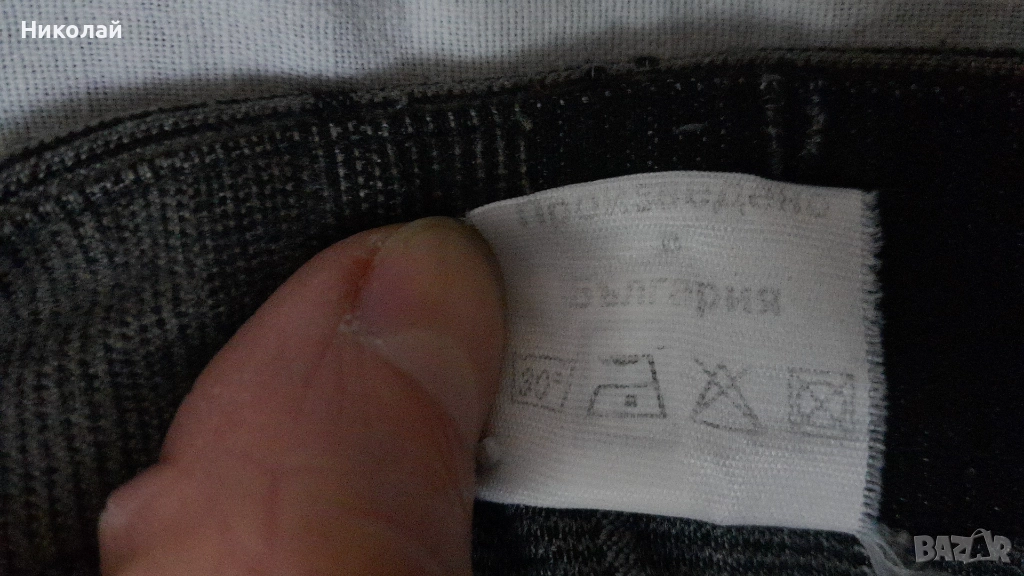 Николай
Произведено
в
България
30°
BAZAR